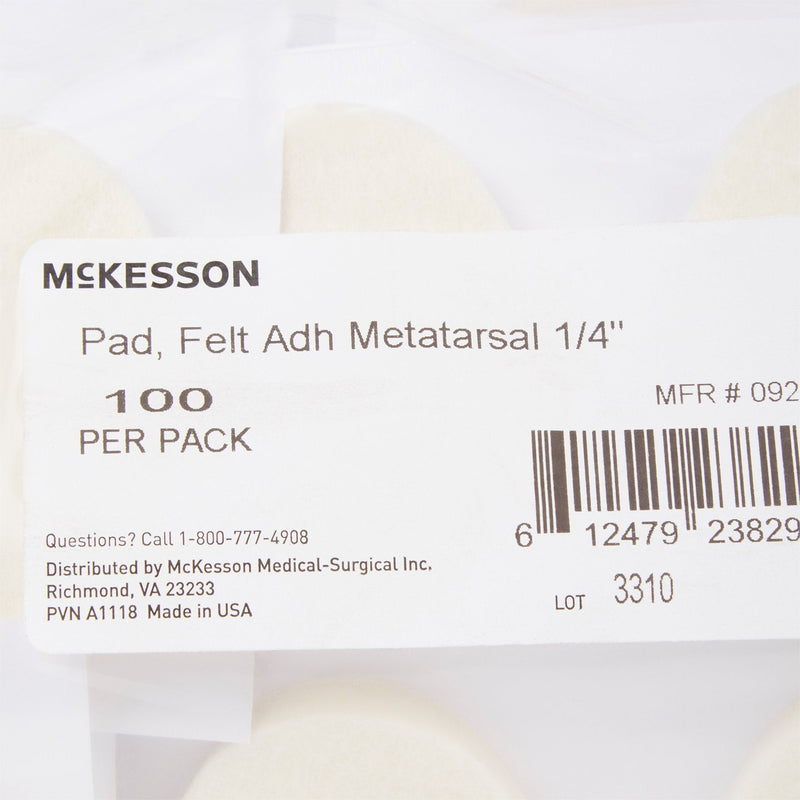 McKESSON
Pad, Felt Adh Metatarsal 1/4"
100
PER PACK
MFR # 092
6 12479 23829
LOT 3310
Questions? Call 1-800-777-4908
Distributed by McKesson Medical-Surgical Inc.
Richmond, VA 23233
PVN A1118 Made in USA